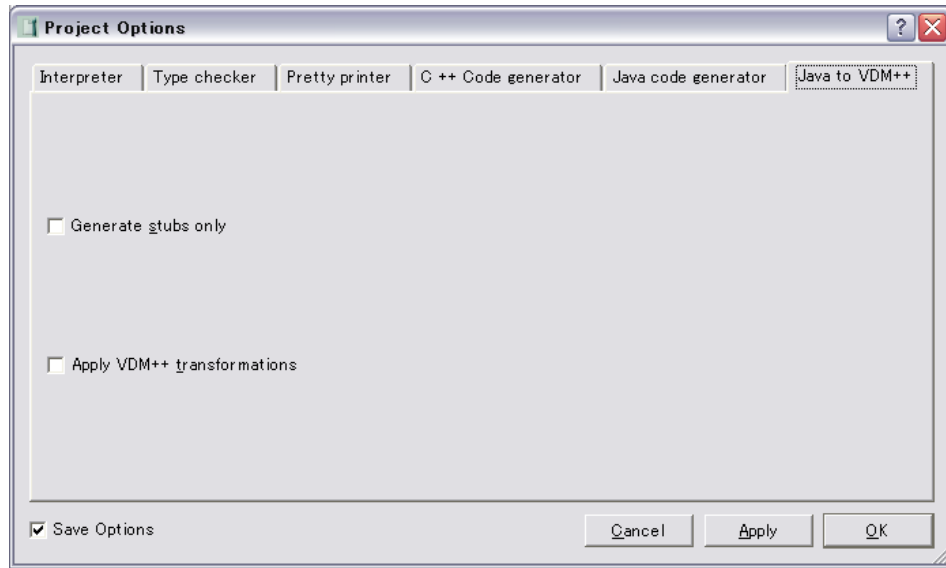 Project Options
Interpreter Type checker Pretty printer C ++ Code generator Java code generator Java to VDM++
Generate stubs only
Apply VDM++ transformations
Save Options Cancel Apply OK